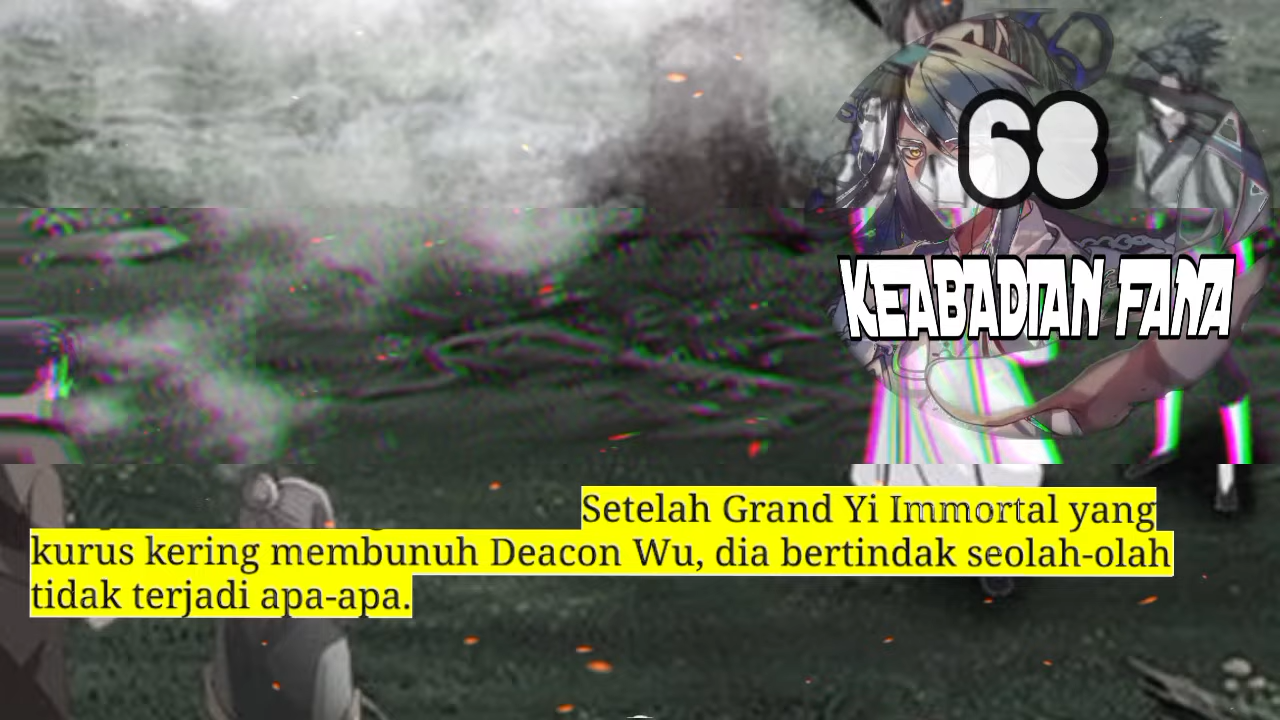 68
KEABADIAN FANA
Setelah Grand Yi Immortal yang
kurus kering membunuh Deacon Wu, dia bertindak seolah-olah
tidak terjadi apa-apa.